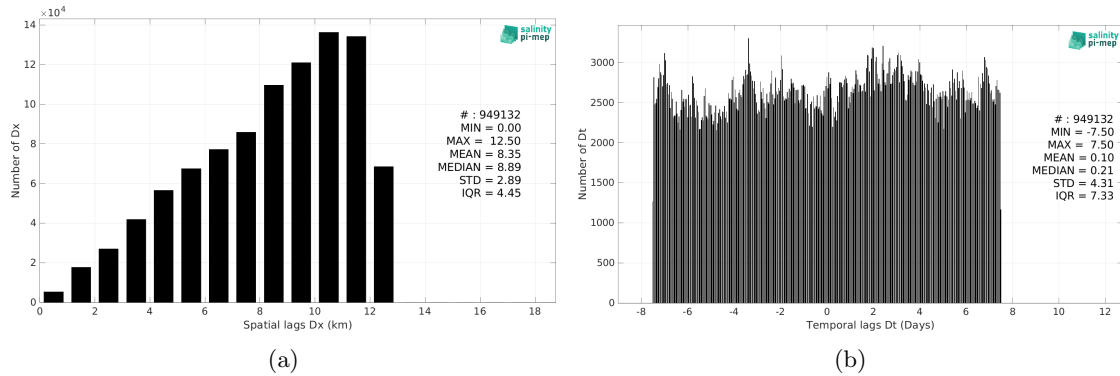 ×10⁴
14
12
10
8
6
4
2
0
Number of Dx
0 2 4 6 8 10 12 14 16 18
Spatial lags Dx (km)
salinity
pi-mep
# : 949132
MIN = 0.00
MAX = 12.50
MEAN = 8.35
MEDIAN = 8.89
STD = 2.89
IQR = 4.45
(a)
3000
2500
2000
1500
1000
500
0
Number of Dt
-8 -6 -4 -2 0 2 4 6 8 10 12
Temporal lags Dt (Days)
salinity
pi-mep
# : 949132
MIN = -7.50
MAX = 7.50
MEAN = 0.10
MEDIAN = 0.21
STD = 4.31
IQR = 7.33
(b)